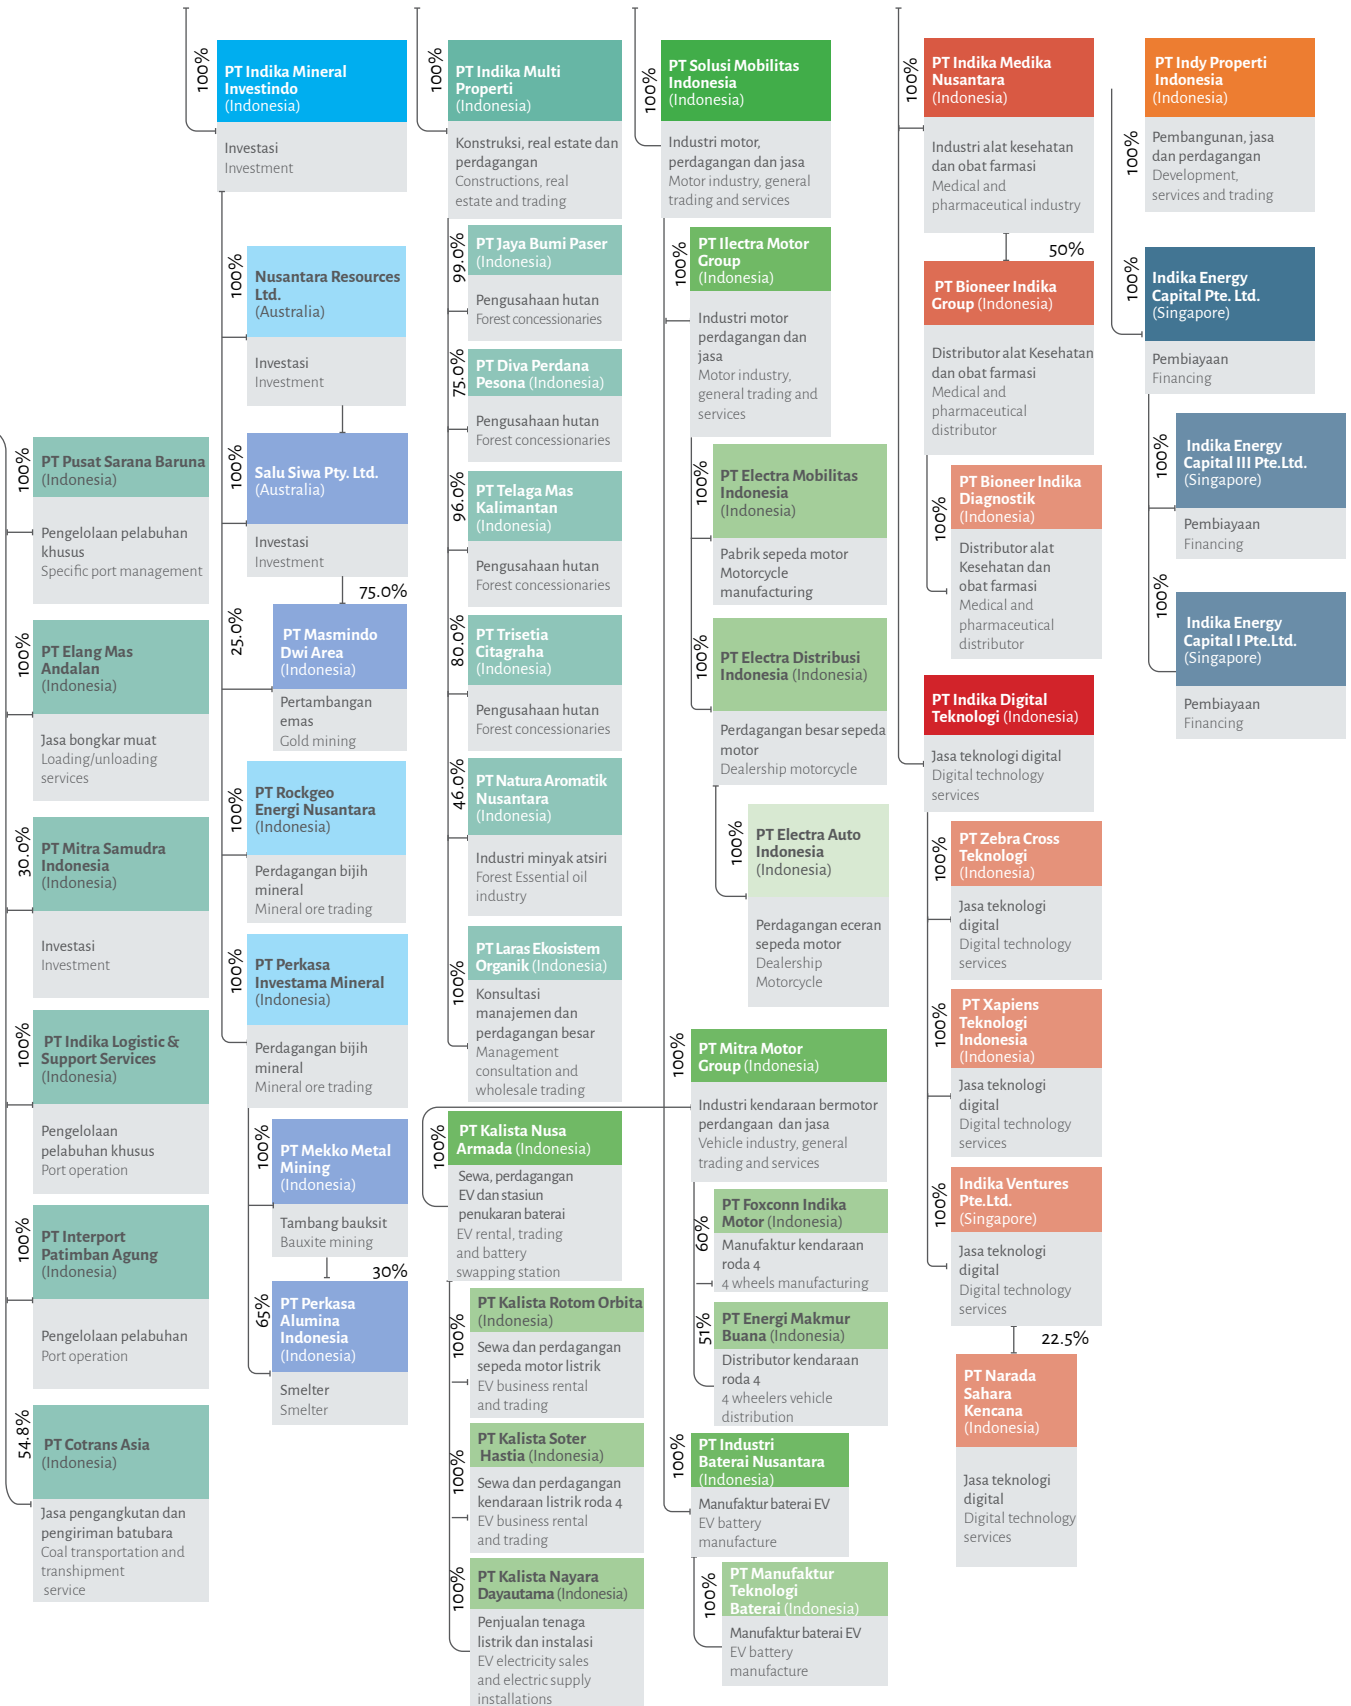 100%
PT Pusat Sarana Baruna
(Indonesia)
Pengelolaan pelabuhan
khusus
Specific port management
100%
PT Elang Mas
Andalan
(Indonesia)
Jasa bongkar muat
Loading/unloading
services
30.0%
PT Mitra Samudra
Indonesia
(Indonesia)
Investasi
Investment
100%
PT Indika Logistic &
Support Services
(Indonesia)
Pengelolaan
pelabuhan khusus
Port operation
100%
PT Interport
Patimban Agung
(Indonesia)
Pengelolaan pelabuhan
Port operation
54.8%
PT Cotrans Asia
(Indonesia)
Jasa pengangkutan dan
pengiriman batubara
Coal transportation and
transhipment
service
100%
PT Indika Mineral
Investindo
(Indonesia)
Investasi
Investment
100%
Nusantara Resources
Ltd.
(Australia)
Investasi
Investment
100%
Salu Siwa Pty. Ltd.
(Australia)
Investasi
Investment
75.0%
25.0%
PT Masmindo
Dwi Area
(Indonesia)
Pertambangan
emas
Gold mining
100%
PT Rockgeo
Energi Nusantara
(Indonesia)
Perdagangan bijih
mineral
Mineral ore trading
100%
PT Perkasa
Investama Mineral
(Indonesia)
Perdagangan bijih
mineral
Mineral ore trading
100%
PT Mekko Metal
Mining
(Indonesia)
Tambang bauksit
Bauxite mining
30%
65%
PT Perkasa
Alumina
Indonesia
(Indonesia)
Smelter
Smelter
100%
PT Indika Multi
Properti
(Indonesia)
Konstruksi, real estate dan
perdagangan
Constructions, real
estate and trading
99.0%
PT Jaya Bumi Paser
(Indonesia)
Pengusahaan hutan
Forest concessionaries
75.0%
PT Diva Perdana
Pesona (Indonesia)
Pengusahaan hutan
Forest concessionaries
96.0%
PT Telaga Mas
Kalimantan
(Indonesia)
Pengusahaan hutan
Forest concessionaries
80.0%
PT Trisetia
Citagraha
(Indonesia)
Pengusahaan hutan
Forest concessionaries
46.0%
PT Natura Aromatik
Nusantara
(Indonesia)
Industri minyak atsiri
Forest Essential oil
industry
100%
PT Laras Ekosistem
Organik (Indonesia)
Konsultasi
manajemen dan
perdagangan besar
Management
consultation and
wholesale trading
100%
PT Kalista Nusa
Armada (Indonesia)
Sewa, perdagangan
EV dan stasiun
penukaran baterai
EV rental, trading
and battery
swapping station
100%
PT Kalista Rotom Orbita
(Indonesia)
Sewa dan perdagangan
sepeda motor listrik
EV business rental
and trading
100%
PT Kalista Soter
Hastia (Indonesia)
Sewa dan perdagangan
kendaraan listrik roda 4
EV business rental
and trading
100%
PT Kalista Nayara
Dayautama (Indonesia)
Penjualan tenaga
listrik dan instalasi
EV electricity sales
and electric supply
installations
100%
PT Solusi Mobilitas
Indonesia
(Indonesia)
Industri motor,
perdagangan dan jasa
Motor industry, general
trading and services
100%
PT Ilectra Motor
Group
(Indonesia)
Industri motor
perdagangan dan
jasa
Motor industry,
general trading and
services
100%
PT Electra Mobilitas
Indonesia
(Indonesia)
Pabrik sepeda motor
Motorcycle
manufacturing
100%
PT Electra Distribusi
Indonesia (Indonesia)
Perdagangan besar sepeda
motor
Dealership motorcycle
100%
PT Electra Auto
Indonesia
(Indonesia)
Perdagangan eceran
sepeda motor
Dealership
Motorcycle
100%
PT Mitra Motor
Group (Indonesia)
Industri kendaraan bermotor
perdangaan dan jasa
Vehicle industry, general
trading and services
60%
PT Foxconn Indika
Motor (Indonesia)
Manufaktur kendaraan
roda 4
4 wheels manufacturing
51%
PT Energi Makmur
Buana (Indonesia)
Distributor kendaraan
roda 4
4 wheelers vehicle
distribution
100%
PT Industri
Baterai Nusantara
(Indonesia)
Manufaktur baterai EV
EV battery
manufacture
100%
PT Manufaktur
Teknologi
Baterai (Indonesia)
Manufaktur baterai EV
EV battery
manufacture
100%
PT Indika Medika
Nusantara
(Indonesia)
Industri alat kesehatan
dan obat farmasi
Medical and
pharmaceutical industry
50%
PT Bioneer Indika
Group (Indonesia)
Distributor alat Kesehatan
dan obat farmasi
Medical and
pharmaceutical
distributor
100%
PT Bioneer Indika
Diagnostik
(Indonesia)
Distributor alat
Kesehatan dan
obat farmasi
Medical and
pharmaceutical
distributor
PT Indika Digital
Teknologi (Indonesia)
Jasa teknologi digital
Digital technology
services
100%
PT Zebra Cross
Teknologi
(Indonesia)
Jasa teknologi
digital
Digital technology
services
100%
PT Xapiens
Teknologi
Indonesia
(Indonesia)
Jasa teknologi
digital
Digital technology
services
100%
Indika Ventures
Pte.Ltd.
(Singapore)
Jasa teknologi
digital
Digital technology
services
22.5%
PT Narada
Sahara
Kencana
(Indonesia)
Jasa teknologi
digital
Digital technology
services
100%
PT Indy Properti
Indonesia
(Indonesia)
Pembangunan, jasa
dan perdagangan
Development,
services and trading
100%
Indika Energy
Capital Pte. Ltd.
(Singapore)
Pembiayaan
Financing
100%
Indika Energy
Capital III Pte.Ltd.
(Singapore)
Pembiayaan
Financing
100%
Indika Energy
Capital I Pte.Ltd.
(Singapore)
Pembiayaan
Financing